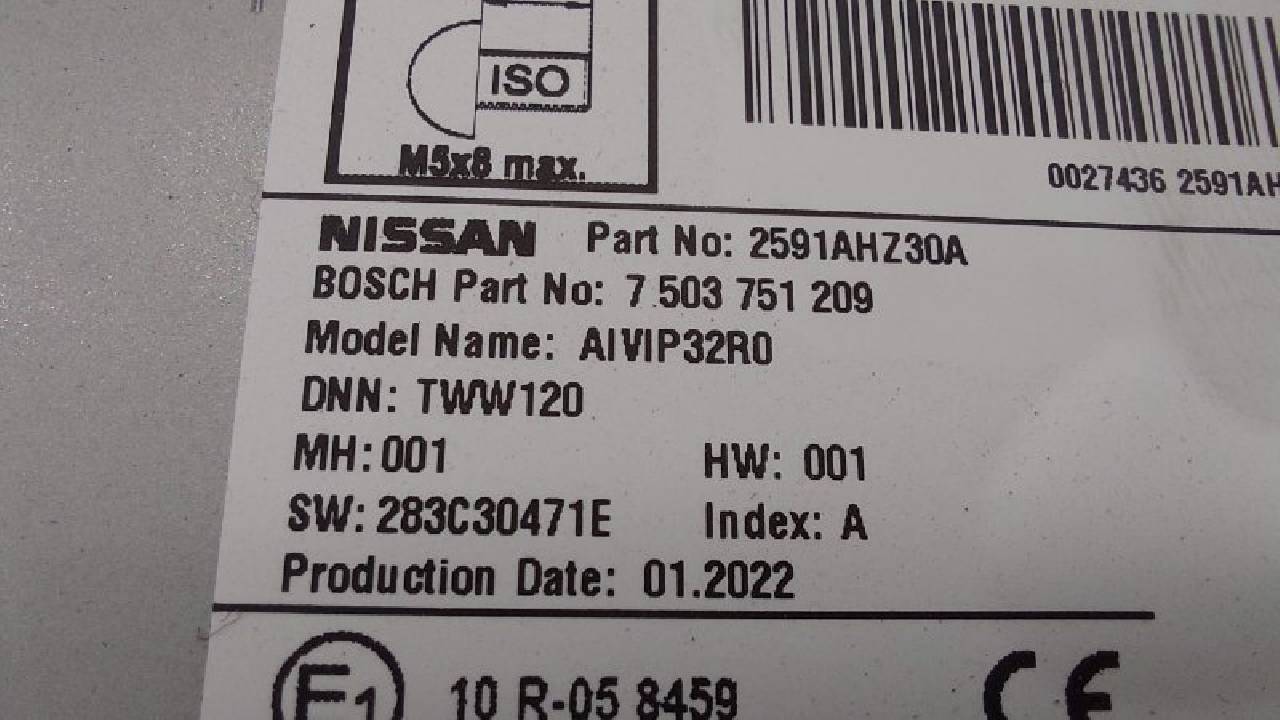 ISO
M5x8 max.
0027436 2591AH
NISSAN Part No: 2591AHZ30A
BOSCH Part No: 7 503 751 209
Model Name: AIVIP32R0
DNN: TWW120
MH: 001 HW: 001
SW: 283C30471E Index: A
Production Date: 01.2022
E1 10 R-05 8459 CE